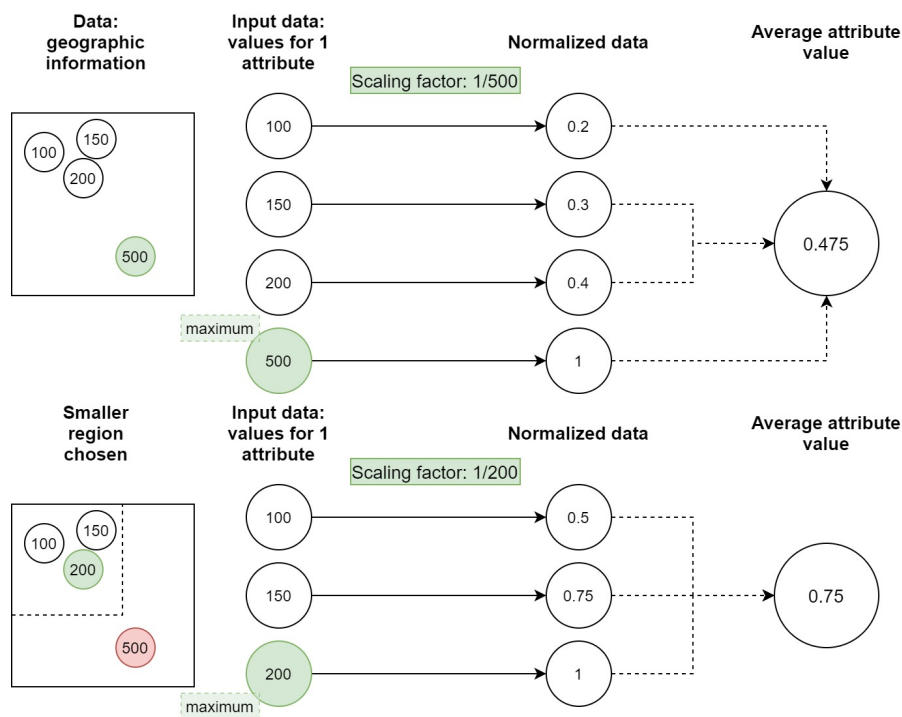 Data:
geographic
information
Input data:
values for 1
attribute
Normalized data
Average attribute
value
Scaling factor: 1/500
100
150
200
500
100
150
200
maximum
500
0.2
0.3
0.4
1
0.475
Smaller
region
chosen
Input data:
values for 1
attribute
Normalized data
Average attribute
value
Scaling factor: 1/200
100
150
200
500
100
150
200
maximum
0.5
0.75
1
0.75